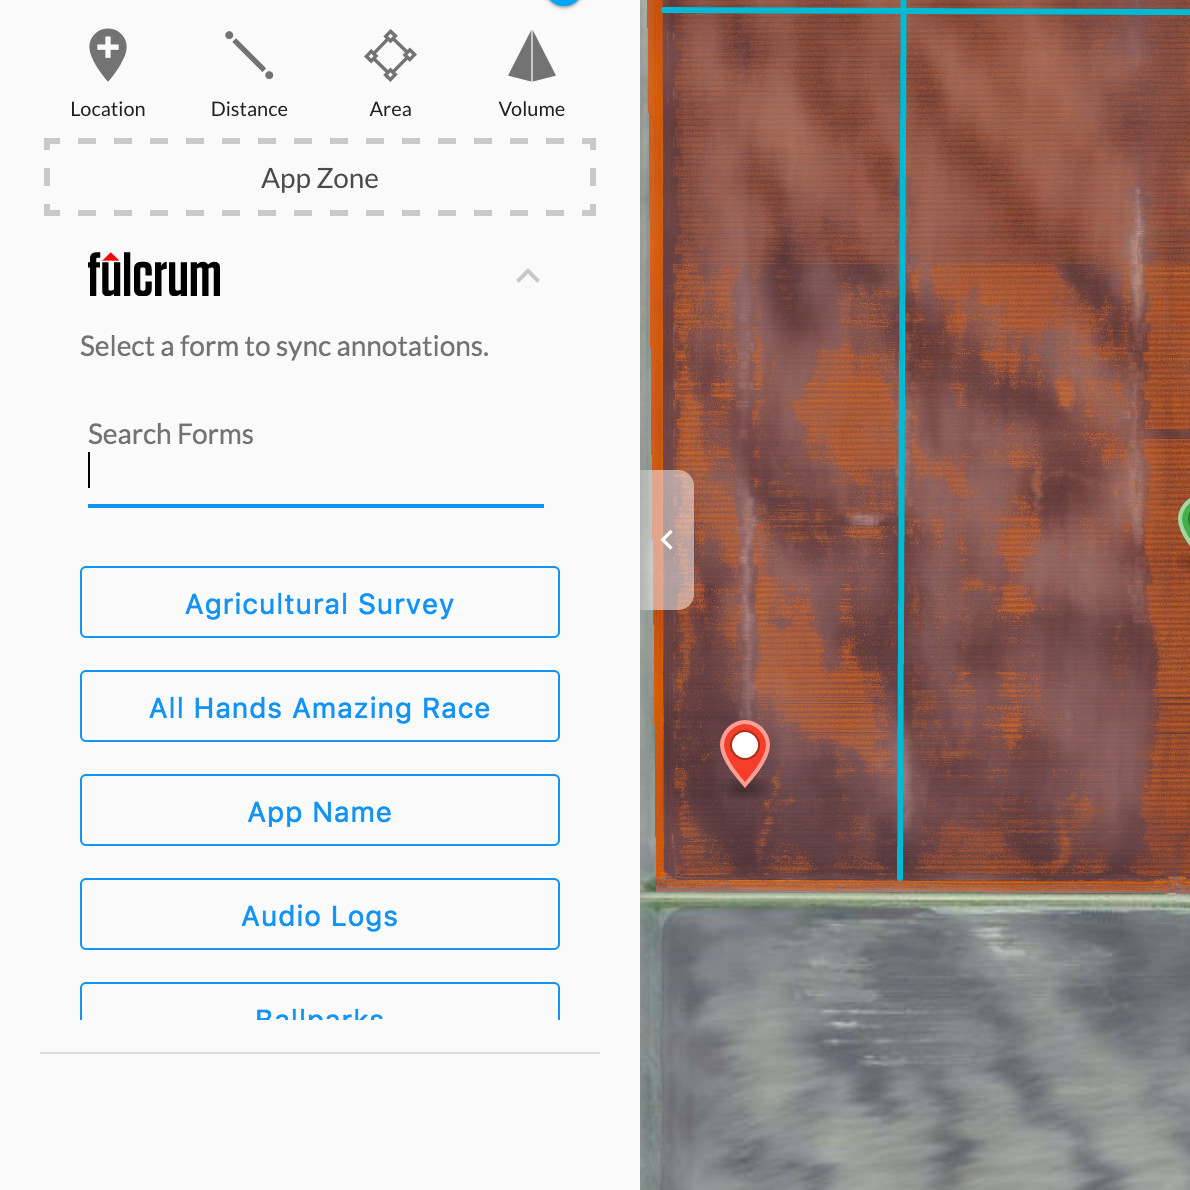 Location Distance Area Volume
App Zone
fulcrum
Select a form to sync annotations.
Search Forms
Agricultural Survey
All Hands Amazing Race
App Name
Audio Logs
Ballparks